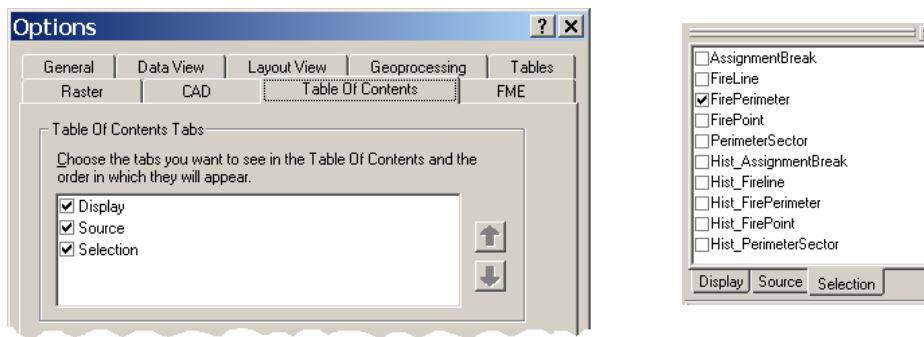 Options
General Data View Layout View Geoprocessing Tables
Raster CAD Table Of Contents FME
Table Of Contents Tabs
Choose the tabs you want to see in the Table Of Contents and the
order in which they will appear.
Display
Source
Selection
AssignmentBreak
FireLine
FirePerimeter
FirePoint
PerimeterSector
Hist_AssignmentBreak
Hist_Fireline
Hist_FirePerimeter
Hist_FirePoint
Hist_PerimeterSector
Display Source Selection